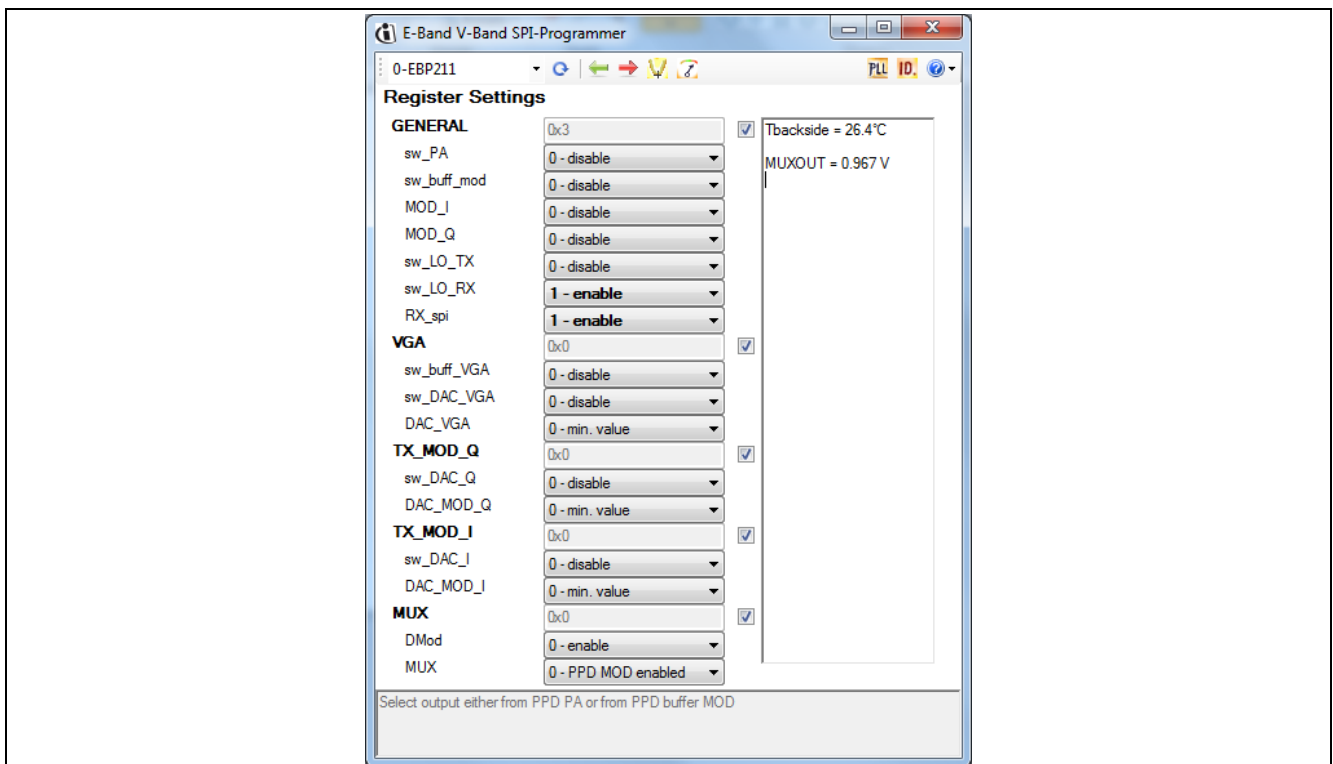 E-Band V-Band SPI-Programmer
0-EBP211 PLL ID.
Register Settings
GENERAL 0x3
sw_PA 0 - disable
sw_buff_mod 0 - disable
MOD_I 0 - disable
MOD_Q 0 - disable
sw_LO_TX 0 - disable
sw_LO_RX 1 - enable
RX_spi 1 - enable
VGA 0x0
sw_buff_VGA 0 - disable
sw_DAC_VGA 0 - disable
DAC_VGA 0 - min. value
TX_MOD_Q 0x0
sw_DAC_Q 0 - disable
DAC_MOD_Q 0 - min. value
TX_MOD_I 0x0
sw_DAC_I 0 - disable
DAC_MOD_I 0 - min. value
MUX 0x0
DMod 0 - enable
MUX 0 - PPD MOD enabled
Tbackside = 26.4°C
MUXOUT = 0.967 V
Select output either from PPD PA or from PPD buffer MOD